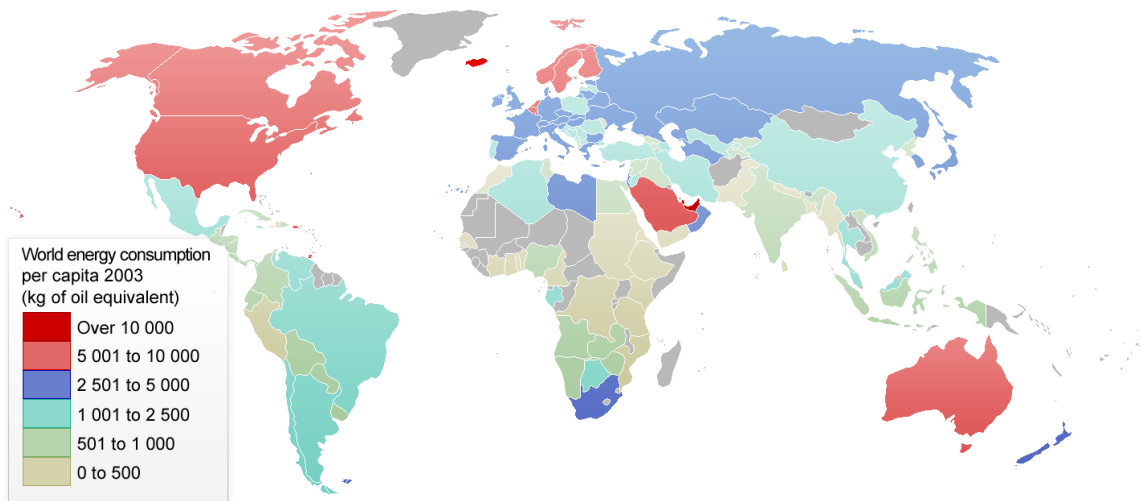 World energy consumption
per capita 2003
(kg of oil equivalent)
Over 10 000
5 001 to 10 000
2 501 to 5 000
1 001 to 2 500
501 to 1 000
0 to 500